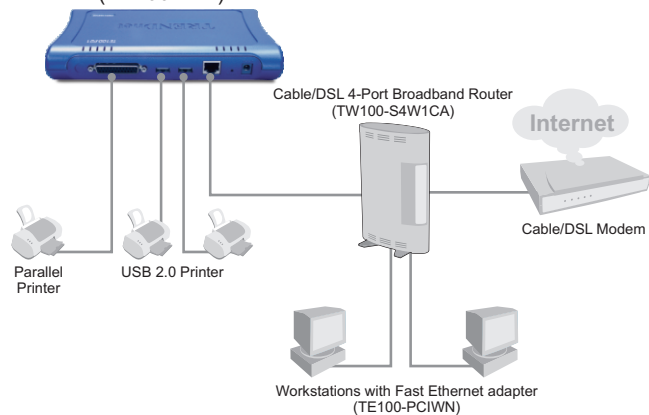 TRENDnet
Cable/DSL 4-Port Broadband Router
(TW100-S4W1CA)
Internet
Cable/DSL Modem
Parallel
Printer
USB 2.0 Printer
Workstations with Fast Ethernet adapter
(TE100-PCIWN)